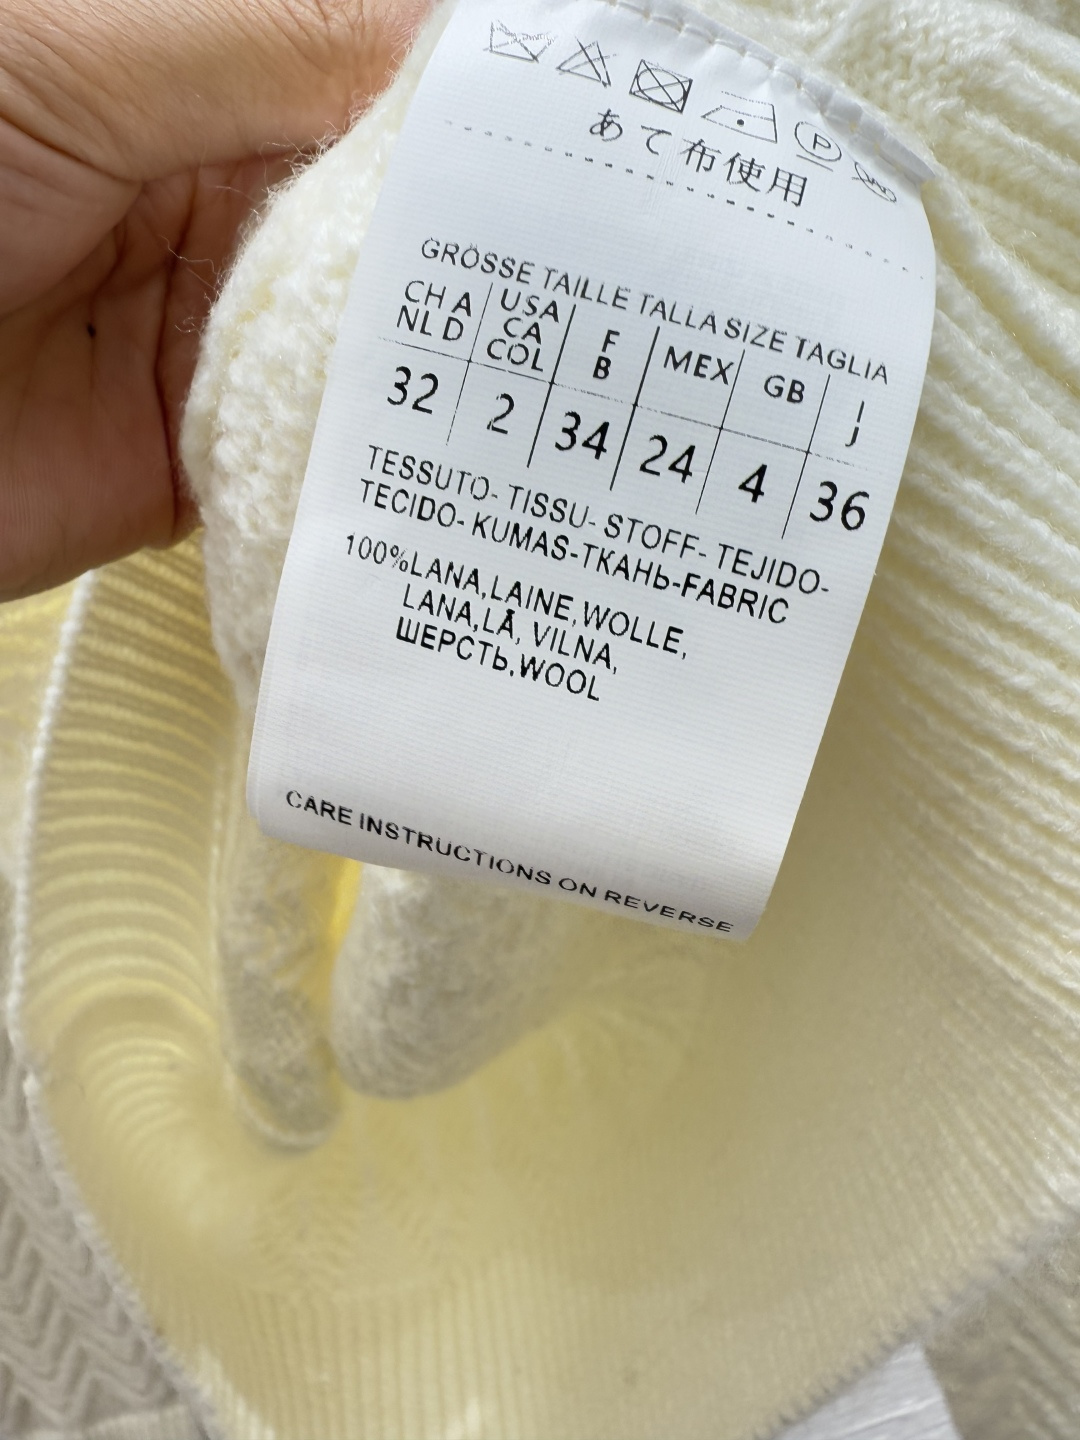 P
あて布使用
GRÖSSE TAILLE TALLA SIZE TAGLIA
CH A NL D USA CA COL F B MEX GB I J
32 2 34 24 4 36
TESSUTO- TISSU- STOFF- TEJIDO-
TECIDO- KUMAS-ТКАНЬ-FABRIC
100%LANA,LAINE,WOLLE,
LANA,LÃ, VILNA,
ШЕРСТЬ.WOOL
CARE INSTRUCTIONS ON REVERSE